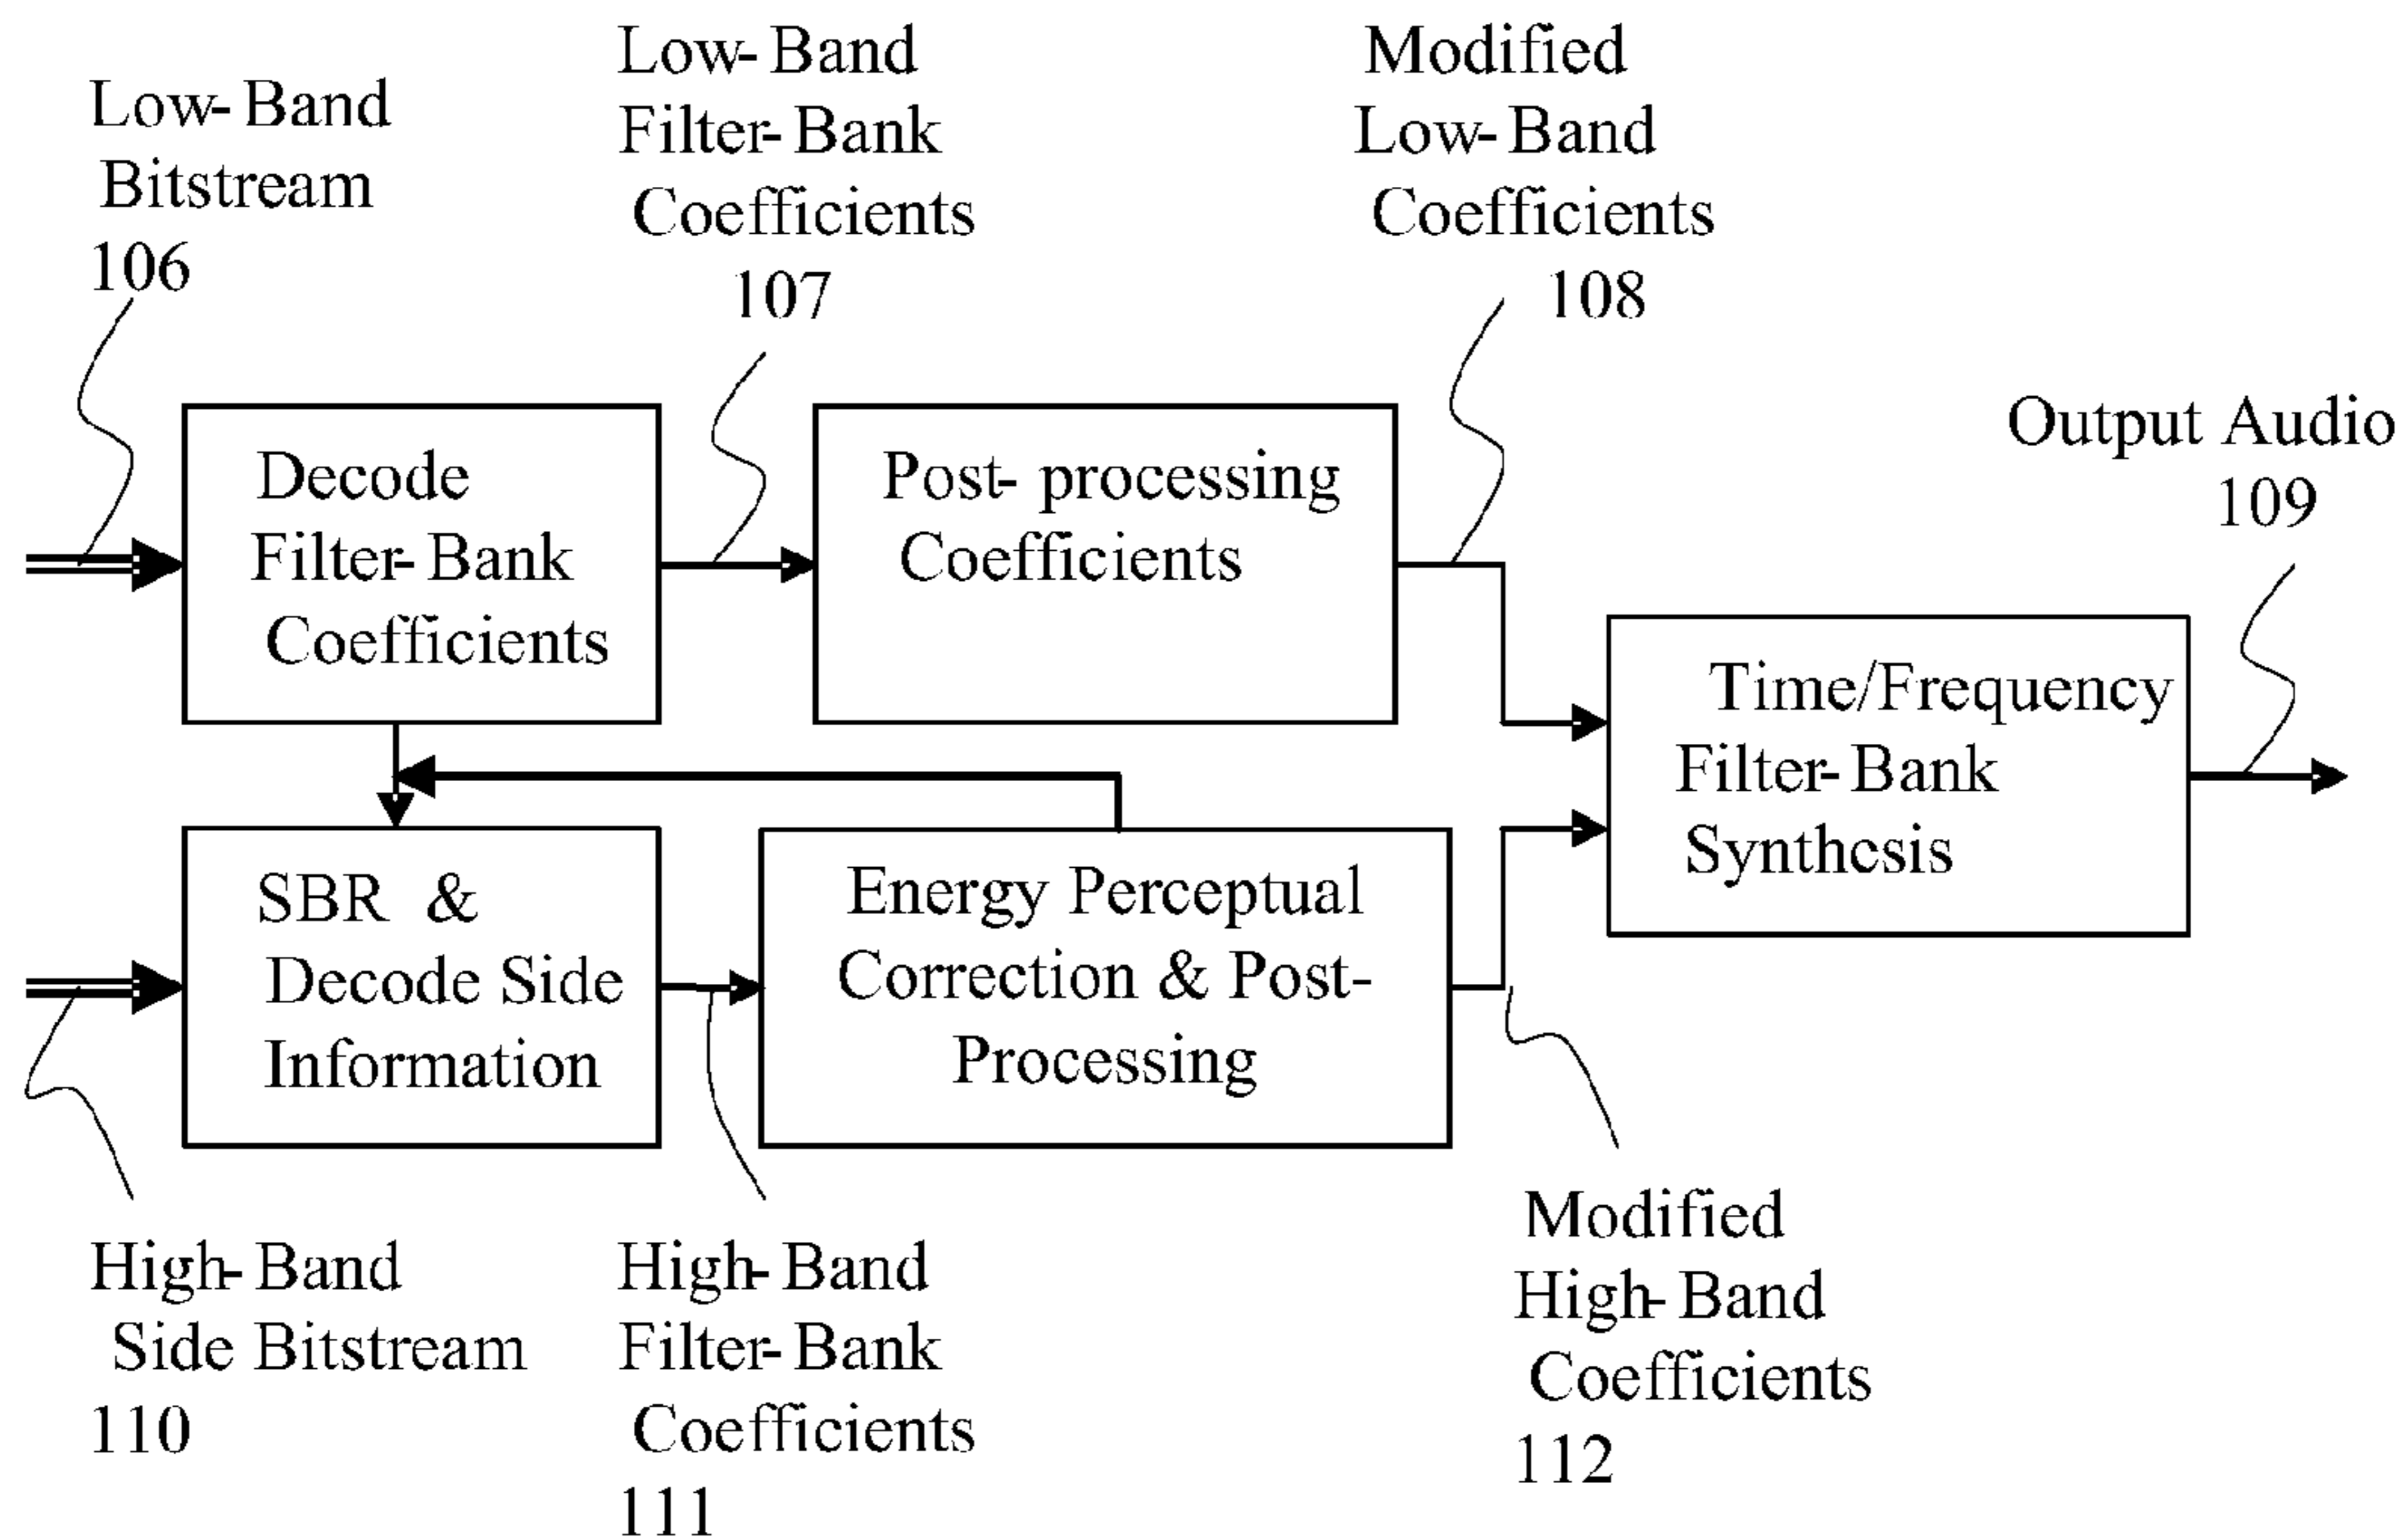 Low-Band
Bitstream
106
Low-Band
Filter-Bank
Coefficients
107
Modified
Low-Band
Coefficients
108
Output Audio
109
Decode
Filter-Bank
Coefficients
Post- processing
Coefficients
Time/Frequency
Filter-Bank
Synthesis
SBR &
Decode Side
Information
Energy Perceptual
Correction & Post-
Processing
High-Band
Side Bitstream
110
High-Band
Filter-Bank
Coefficients
111
Modified
High-Band
Coefficients
112